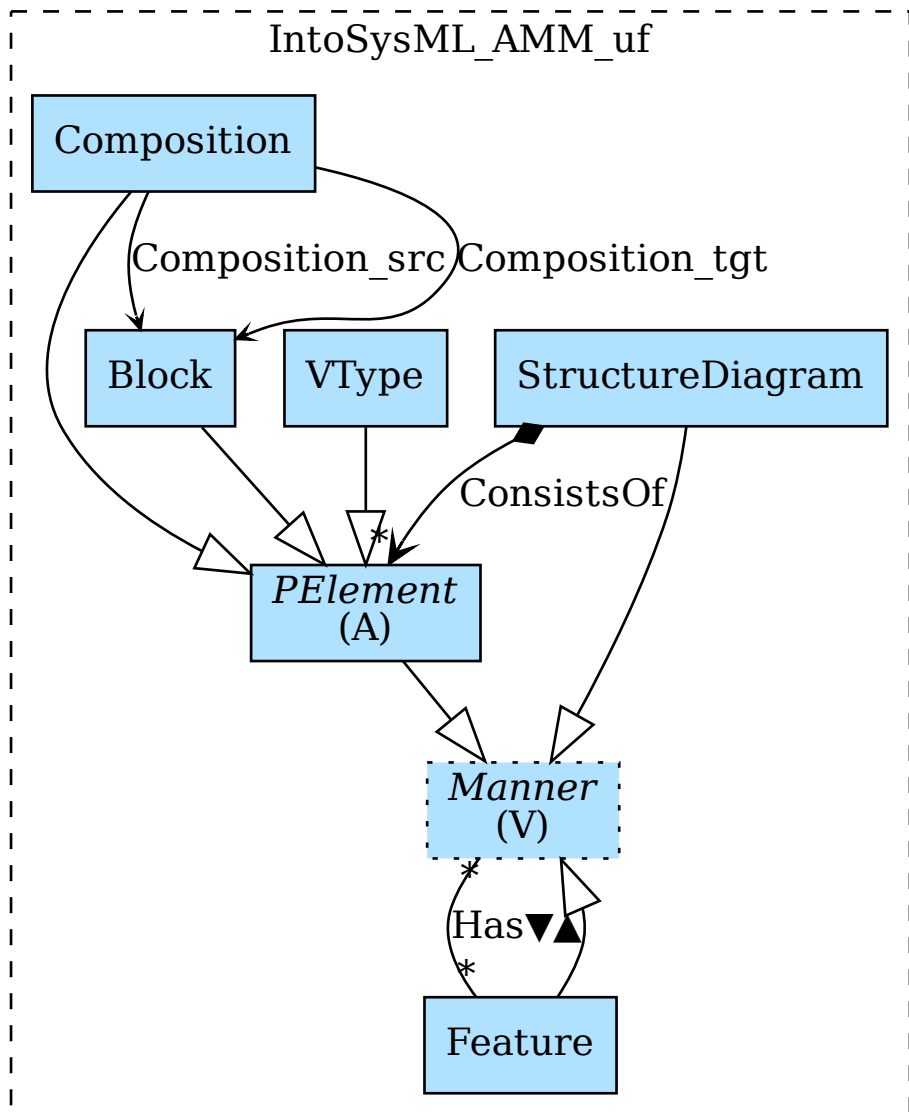 IntoSysML_AMM_uf
Composition
Composition_src
Composition_tgt
Block
VType
StructureDiagram
ConsistsOf
*
PElement
(A)
Manner
(V)
*
Has▼▲
*
Feature